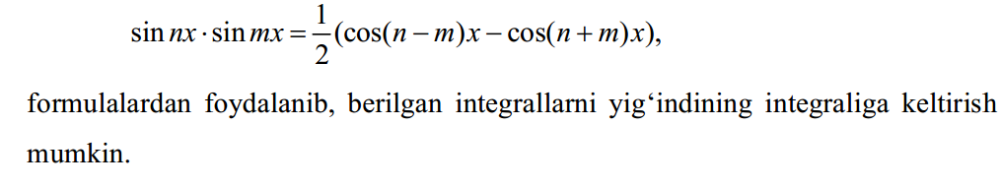 sin nx · sin mx = 1/2 (cos(n − m)x − cos(n + m)x),
formulalardan foydalanib, berilgan integrallarni yig‘indining integraliga keltirish
mumkin.